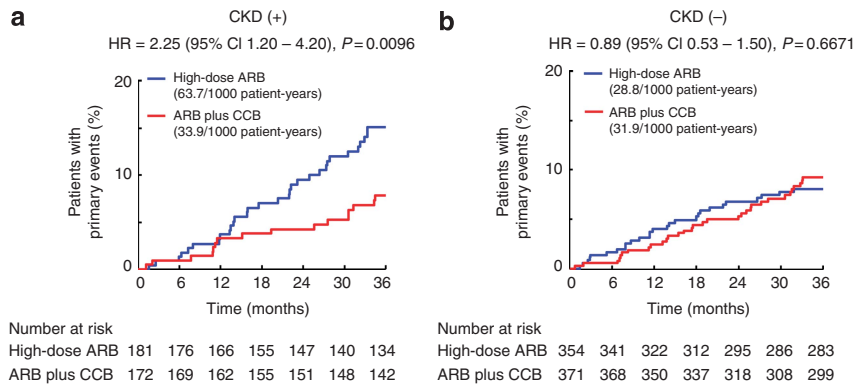 a
CKD (+)
HR = 2.25 (95% CI 1.20 – 4.20), P=0.0096
High-dose ARB
(63.7/1000 patient-years)
ARB plus CCB
(33.9/1000 patient-years)
Patients with
primary events (%)
20
10
0
0 6 12 18 24 30 36
Time (months)
Number at risk
High-dose ARB 181 176 166 155 147 140 134
ARB plus CCB 172 169 162 155 151 148 142
b
CKD (–)
HR = 0.89 (95% CI 0.53 – 1.50), P=0.6671
High-dose ARB
(28.8/1000 patient-years)
ARB plus CCB
(31.9/1000 patient-years)
Patients with
primary events (%)
20
10
0
0 6 12 18 24 30 36
Time (months)
Number at risk
High-dose ARB 354 341 322 312 295 286 283
ARB plus CCB 371 368 350 337 318 308 299